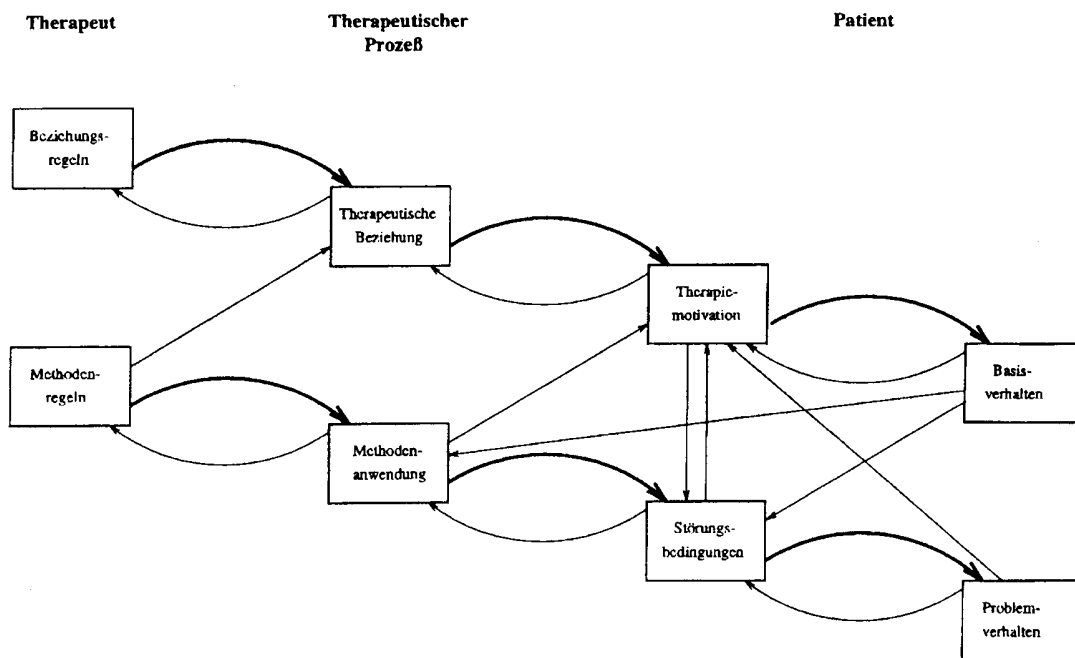 Therapeut
Therapeutischer
Prozeß
Patient
Beziehungs-
regeln
Therapeutische
Beziehung
Therapie-
motivation
Methoden-
regeln
Basis-
verhalten
Methoden-
anwendung
Störungs-
bedingungen
Problem-
verhalten